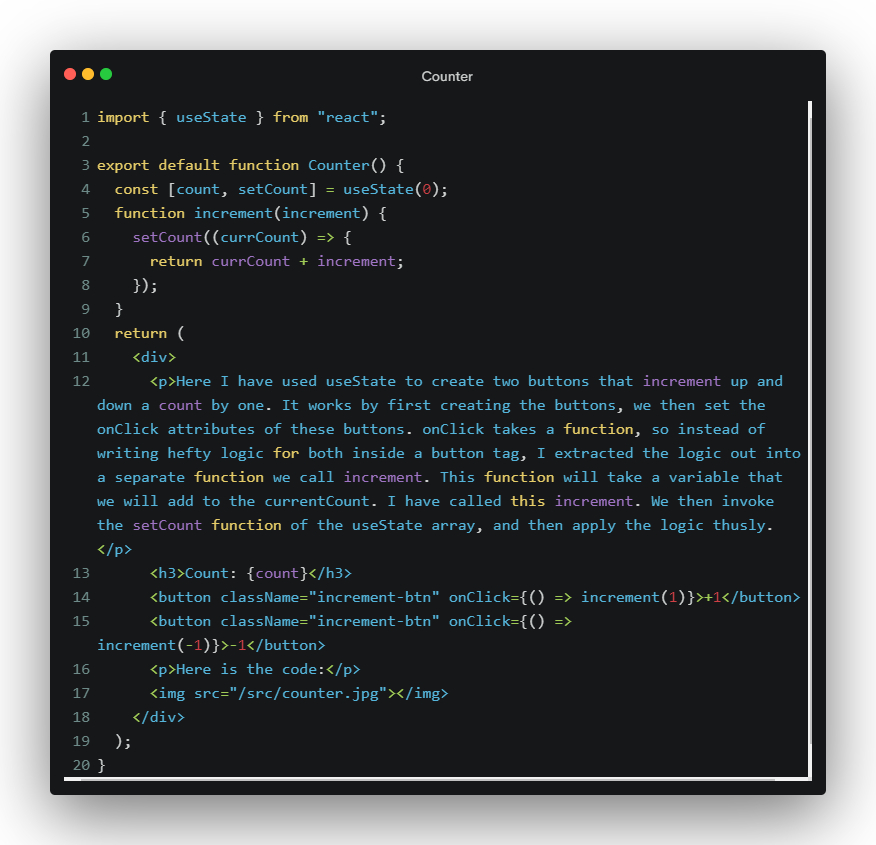 Counter
1 import { useState } from "react";
2
3 export default function Counter() {
4   const [count, setCount] = useState(0);
5   function increment(increment) {
6     setCount((currCount) => {
7       return currCount + increment;
8     });
9   }
10   return (
11     <div>
12       <p>Here I have used useState to create two buttons that increment up and
down a count by one. It works by first creating the buttons, we then set the
onClick attributes of these buttons. onClick takes a function, so instead of
writing hefty logic for both inside a button tag, I extracted the logic out into
a separate function we call increment. This function will take a variable that
we will add to the currentCount. I have called this increment. We then invoke
the setCount function of the useState array, and then apply the logic thusly.
</p>
13       <h3>Count: {count}</h3>
14       <button className="increment-btn" onClick={() => increment(1)}>+1</button>
15       <button className="increment-btn" onClick={() =>
increment(-1)}>-1</button>
16       <p>Here is the code:</p>
17       <img src="/src/counter.jpg"></img>
18     </div>
19   );
20 }